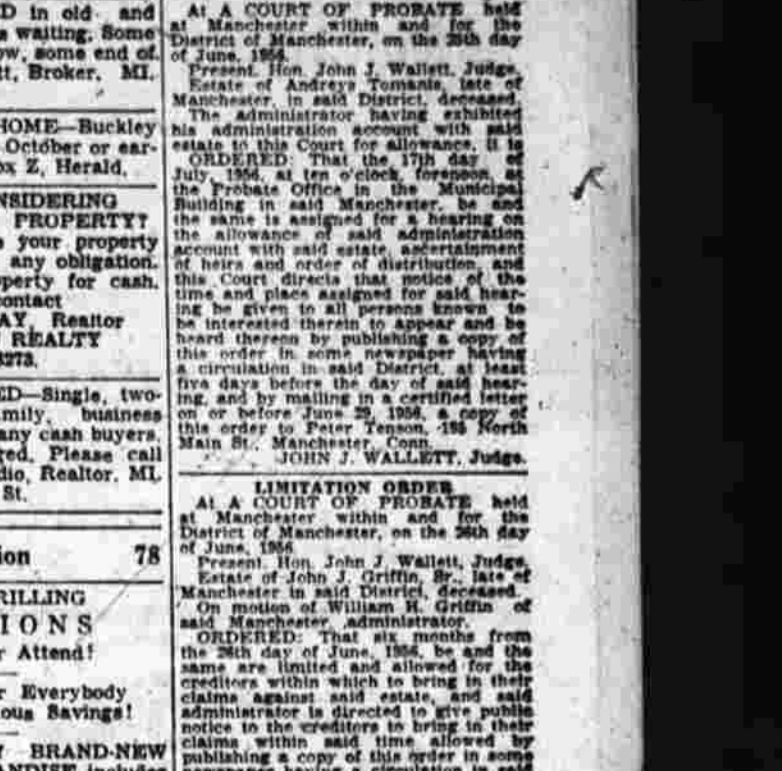 D in old and
a waiting. Some
ow, some end of
tt, Broker, MI.
HOME—Buckley
October or ear-
ox Z, Herald.
NSIDERING
PROPERTY?
your property
any obligation.
operty for cash.
contact
AY, Realtor
REALTY
3273.
ED—Single, two-
mily, business
any cash buyers.
red. Please call
dio, Realtor. MI.
St.
ion 78
RILLING
IONS
r Attend!
r Everybody
ous Savings!
BRAND-NEW
ANDISE includes
At A COURT OF PROBATE held
at Manchester within and for the
District of Manchester, on the day
of June, 1956.
Present, Hon. John J. Wallett, Judge.
Estate of Andreys Tomanis, late of
Manchester, in said District, deceased.
The Administrator having exhibited
his administration account with said
estate to this Court for allowance, it is
ORDERED: That the 17th day of
July, 1956, at ten o'clock, forenoon, at
the Probate Office in the Municipal
Building in said Manchester, be and
the same is assigned for a hearing on
the allowance of said administration
account with said estate, ascertainment
of heirs and order of distribution, and
this Court directs that notice of the
time and place assigned for said hear-
ing be given to all persons known to
be interested therein to appear and be
heard thereon by publishing a copy of
this order in some newspaper having
a circulation in said District, at least
five days before the day of said hear-
ing, and by mailing in a certified letter
on or before June 29, 1956, a copy of
this order to Peter Tenson, North
Main St., Manchester, Conn.
JOHN J. WALLETT, Judge.
LIMITATION ORDER
At A COURT OF PROBATE held
at Manchester within and for the
District of Manchester, on the 26th day
of June, 1956.
Present, Hon. John J. Wallett, Judge.
Estate of John J. Griffin, Sr., late of
Manchester in said District, deceased.
On motion of William H. Griffin of
said Manchester, administrator.
ORDERED: That six months from
the 26th day of June, 1956, be and the
same are limited and allowed for the
creditors within which to bring in their
claims against said estate, and said
administrator is directed to give public
notice to the creditors to bring in their
claims within said time allowed by
publishing a copy of this order in some
newspaper having a circulation in said